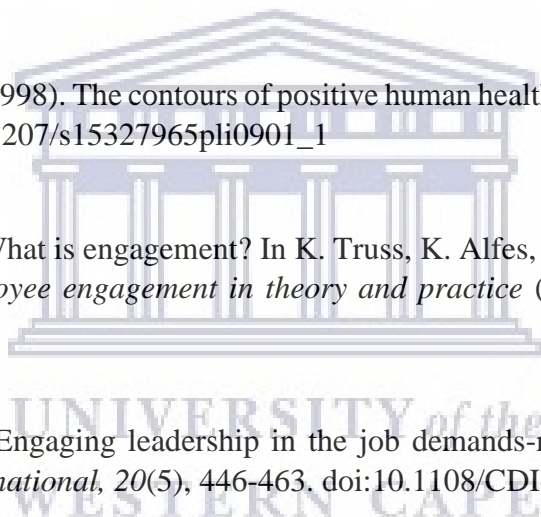 998). The contours of positive human healt
207/s15327965pli0901_1
What is engagement? In K. Truss, K. Alfes,
oyee engagement in theory and practice (
UNIVERSITY of the
Engaging leadership in the job demands-r
national, 20(5), 446-463. doi:10.1108/CDI-
WESTERN CAPE